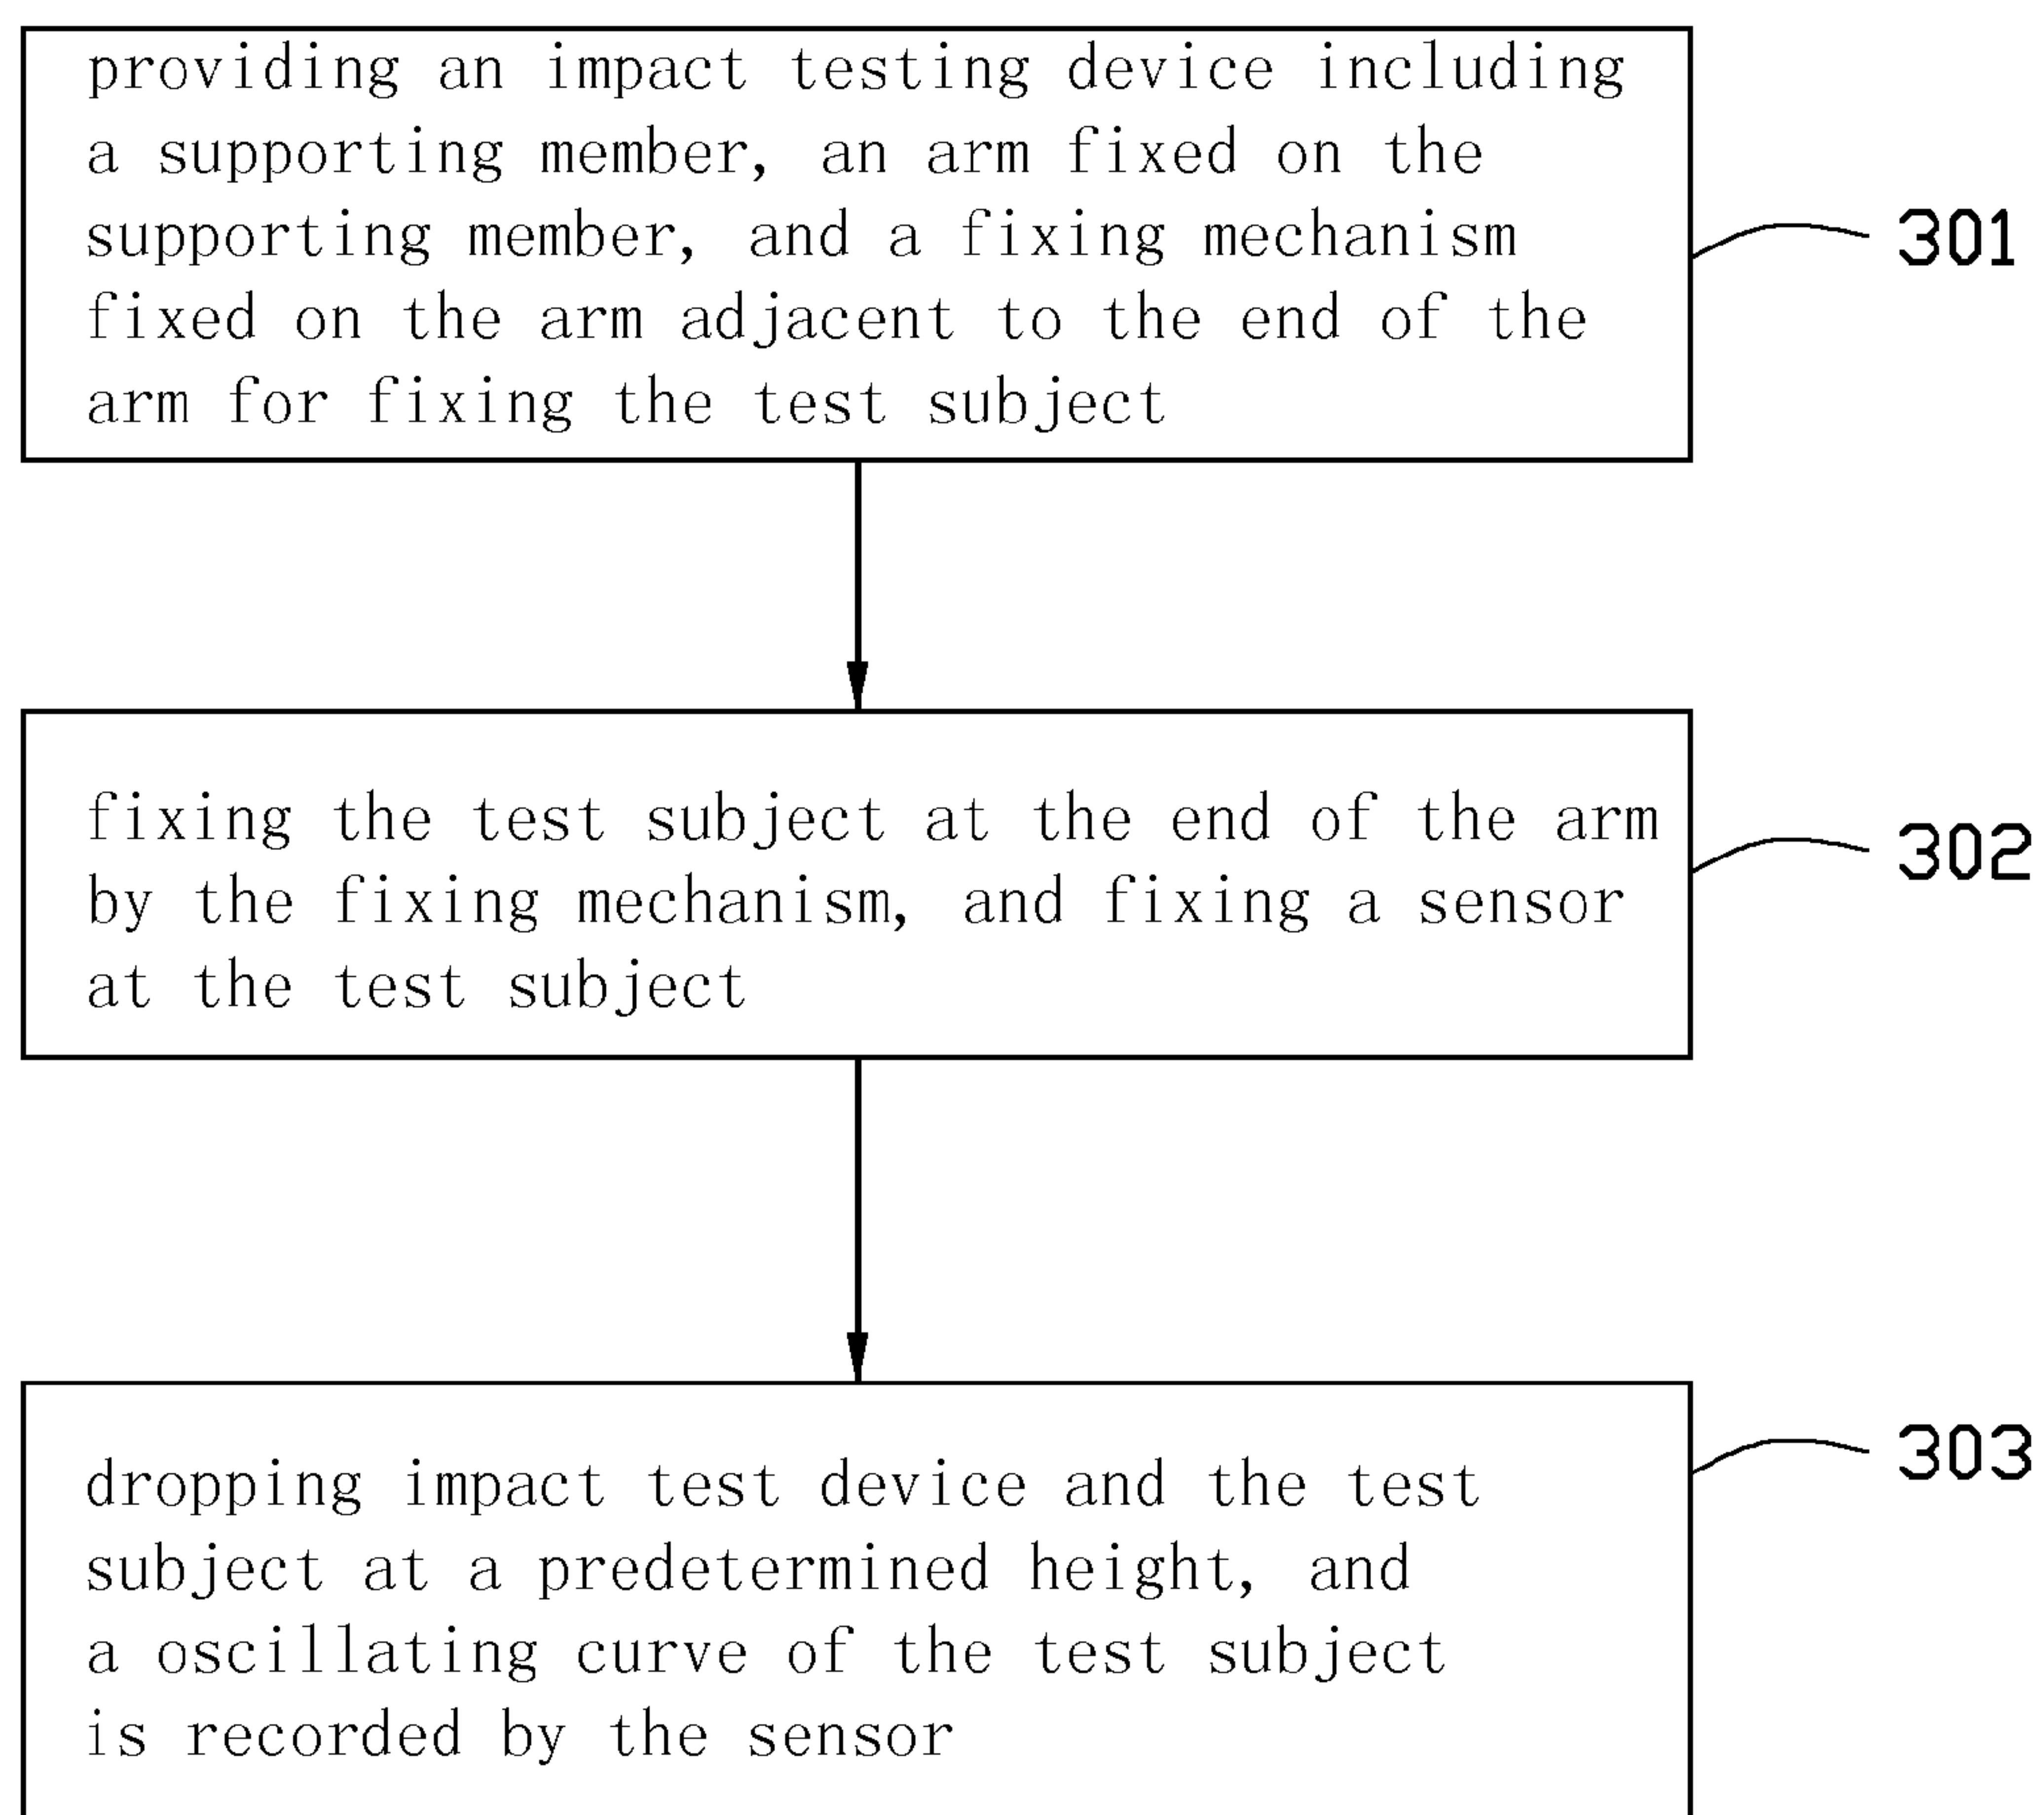 providing an impact testing device including
a supporting member, an arm fixed on the
supporting member, and a fixing mechanism
fixed on the arm adjacent to the end of the
arm for fixing the test subject
301
fixing the test subject at the end of the arm
by the fixing mechanism, and fixing a sensor
at the test subject
302
dropping impact test device and the test
subject at a predetermined height, and
a oscillating curve of the test subject
is recorded by the sensor
303